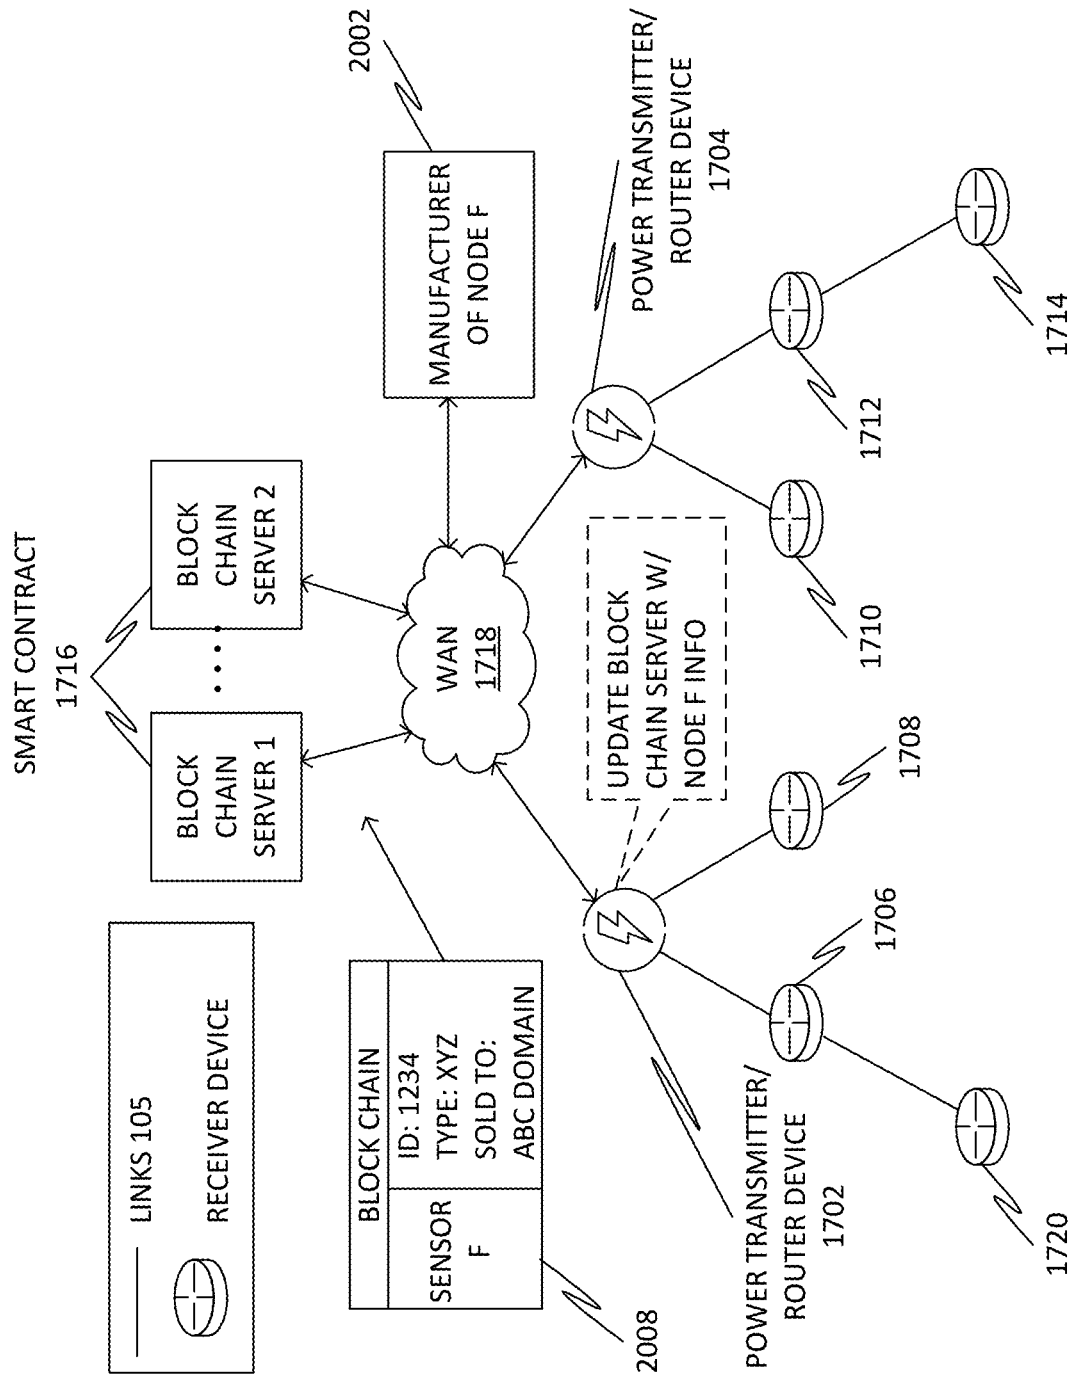 LINKS 105
RECEIVER DEVICE
SMART CONTRACT
1716
BLOCK
CHAIN
SERVER 1
BLOCK
CHAIN
SERVER 2
BLOCK CHAIN
SENSOR
F
ID: 1234
TYPE: XYZ
SOLD TO:
ABC DOMAIN
2008
WAN
1718
MANUFACTURER
OF NODE F
2002
UPDATE BLOCK
CHAIN SERVER W/
NODE F INFO
POWER TRANSMITTER/
ROUTER DEVICE
1702
POWER TRANSMITTER/
ROUTER DEVICE
1704
1720
1706
1708
1710
1712
1714